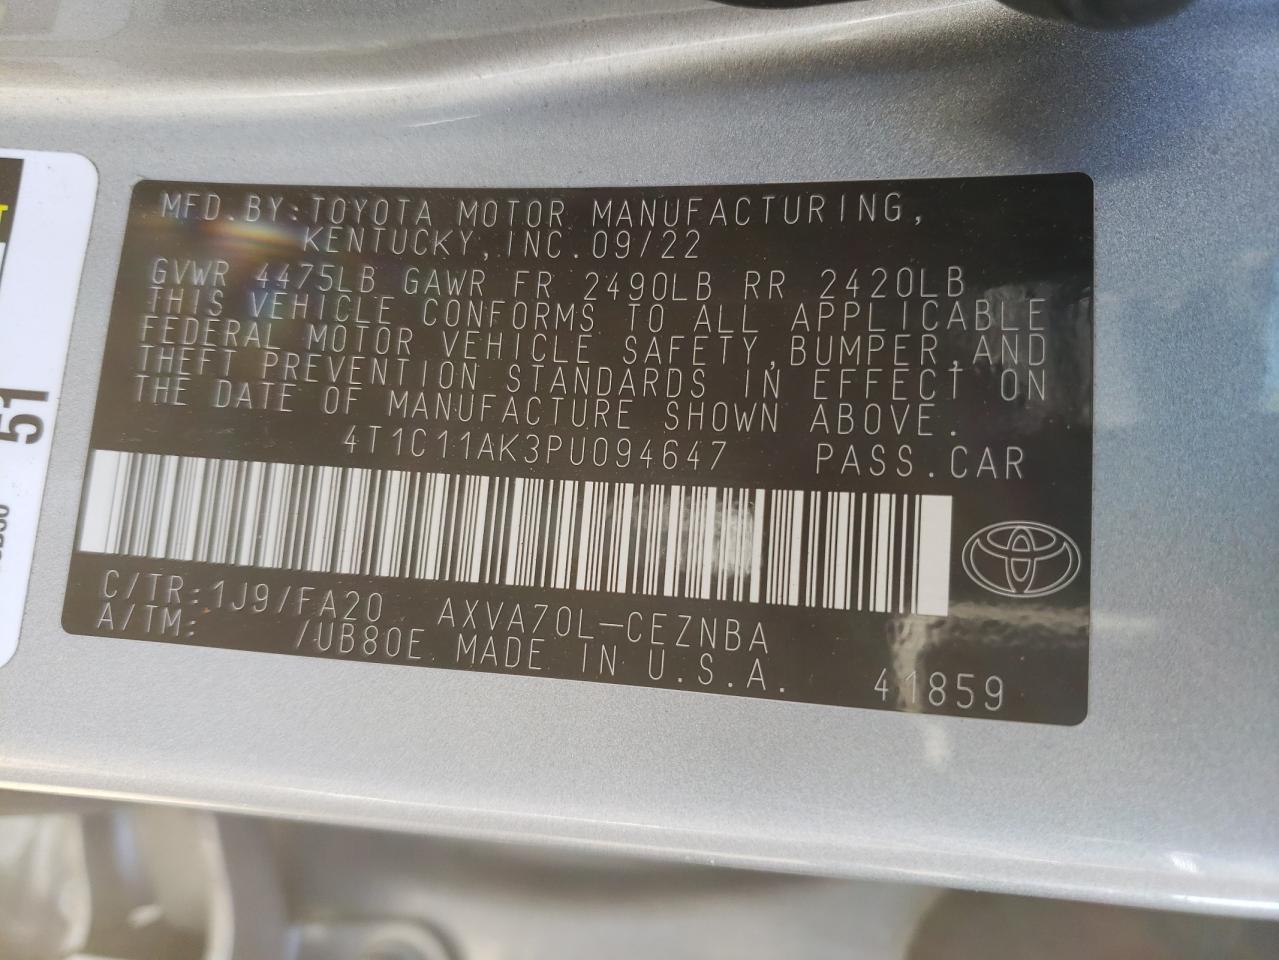 MFD.BY:TOYOTA MOTOR MANUFACTURING,
KENTUCKY,INC.09/22
GVWR 4475LB GAWR FR 2490LB RR 2420LB
THIS VEHICLE CONFORMS TO ALL APPLICABLE
FEDERAL MOTOR VEHICLE SAFETY,BUMPER,AND
THEFT PREVENTION STANDARDS IN EFFECT ON
THE DATE OF MANUFACTURE SHOWN ABOVE.
4T1C11AK3PU094647 PASS.CAR
C/TR:1J9/FA20 AXVA70L-CEZNBA
A/TM: /UB80E MADE IN U.S.A. 41859
51